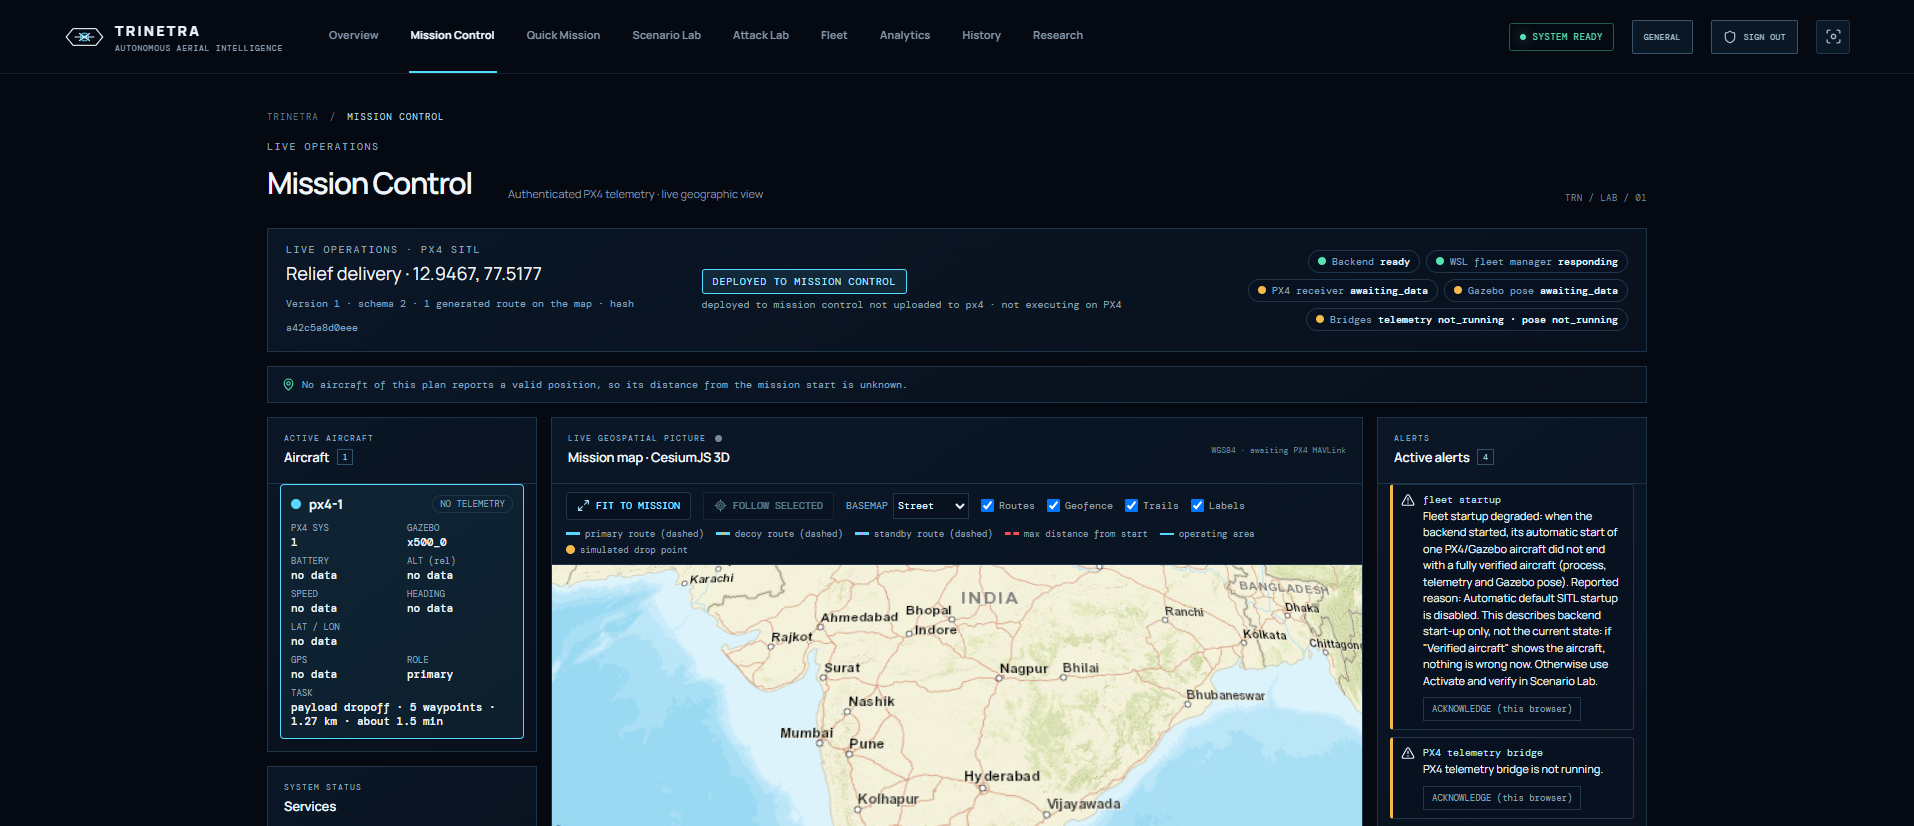 TRINETRA
AUTONOMOUS AERIAL INTELLIGENCE
Overview
Mission Control
Quick Mission
Scenario Lab
Attack Lab
Fleet
Analytics
History
Research
SYSTEM READY
GENERAL
SIGN OUT
TRINETRA / MISSION CONTROL
LIVE OPERATIONS
Mission Control
Authenticated PX4 telemetry · live geographic view
TRN / LAB / 01
LIVE OPERATIONS · PX4 SITL
Relief delivery · 12.9467, 77.5177
Version 1 · schema 2 · 1 generated route on the map · hash
a42c5a8d0eee
DEPLOYED TO MISSION CONTROL
deployed to mission control not uploaded to px4 · not executing on PX4
Backend ready
WSL fleet manager responding
PX4 receiver awaiting_data
Gazebo pose awaiting_data
Bridges telemetry not_running · pose not_running
No aircraft of this plan reports a valid position, so its distance from the mission start is unknown.
ACTIVE AIRCRAFT
Aircraft 1
px4-1
NO TELEMETRY
PX4 SYS
1
GAZEBO
x500_0
BATTERY
no data
ALT (rel)
no data
SPEED
no data
HEADING
no data
LAT / LON
no data
GPS
no data
ROLE
primary
TASK
payload dropoff · 5 waypoints ·
1.27 km · about 1.5 min
SYSTEM STATUS
Services
LIVE GEOSPATIAL PICTURE
Mission map · CesiumJS 3D
WGS84 · awaiting PX4 MAVLink
FIT TO MISSION
FOLLOW SELECTED
BASEMAP
Street
Routes
Geofence
Trails
Labels
primary route (dashed)
decoy route (dashed)
standby route (dashed)
max distance from start
operating area
simulated drop point
Karachi
INDIA
BANGLADESH
Ahmedabad
Bhopal
Ranchi
Dhaka
Rajkot
Indore
Kolkata
Chittagong
Surat
Nagpur
Bhilai
Nashik
Bhubaneswar
Mumbai
Pune
Hyderabad
Kolhapur
Vijayawada
ALERTS
Active alerts 4
fleet startup
Fleet startup degraded: when the
backend started, its automatic start of
one PX4/Gazebo aircraft did not end
with a fully verified aircraft (process,
telemetry and Gazebo pose). Reported
reason: Automatic default SITL startup
is disabled. This describes backend
start-up only, not the current state: if
"Verified aircraft" shows the aircraft,
nothing is wrong now. Otherwise use
Activate and verify in Scenario Lab.
ACKNOWLEDGE (this browser)
PX4 telemetry bridge
PX4 telemetry bridge is not running.
ACKNOWLEDGE (this browser)